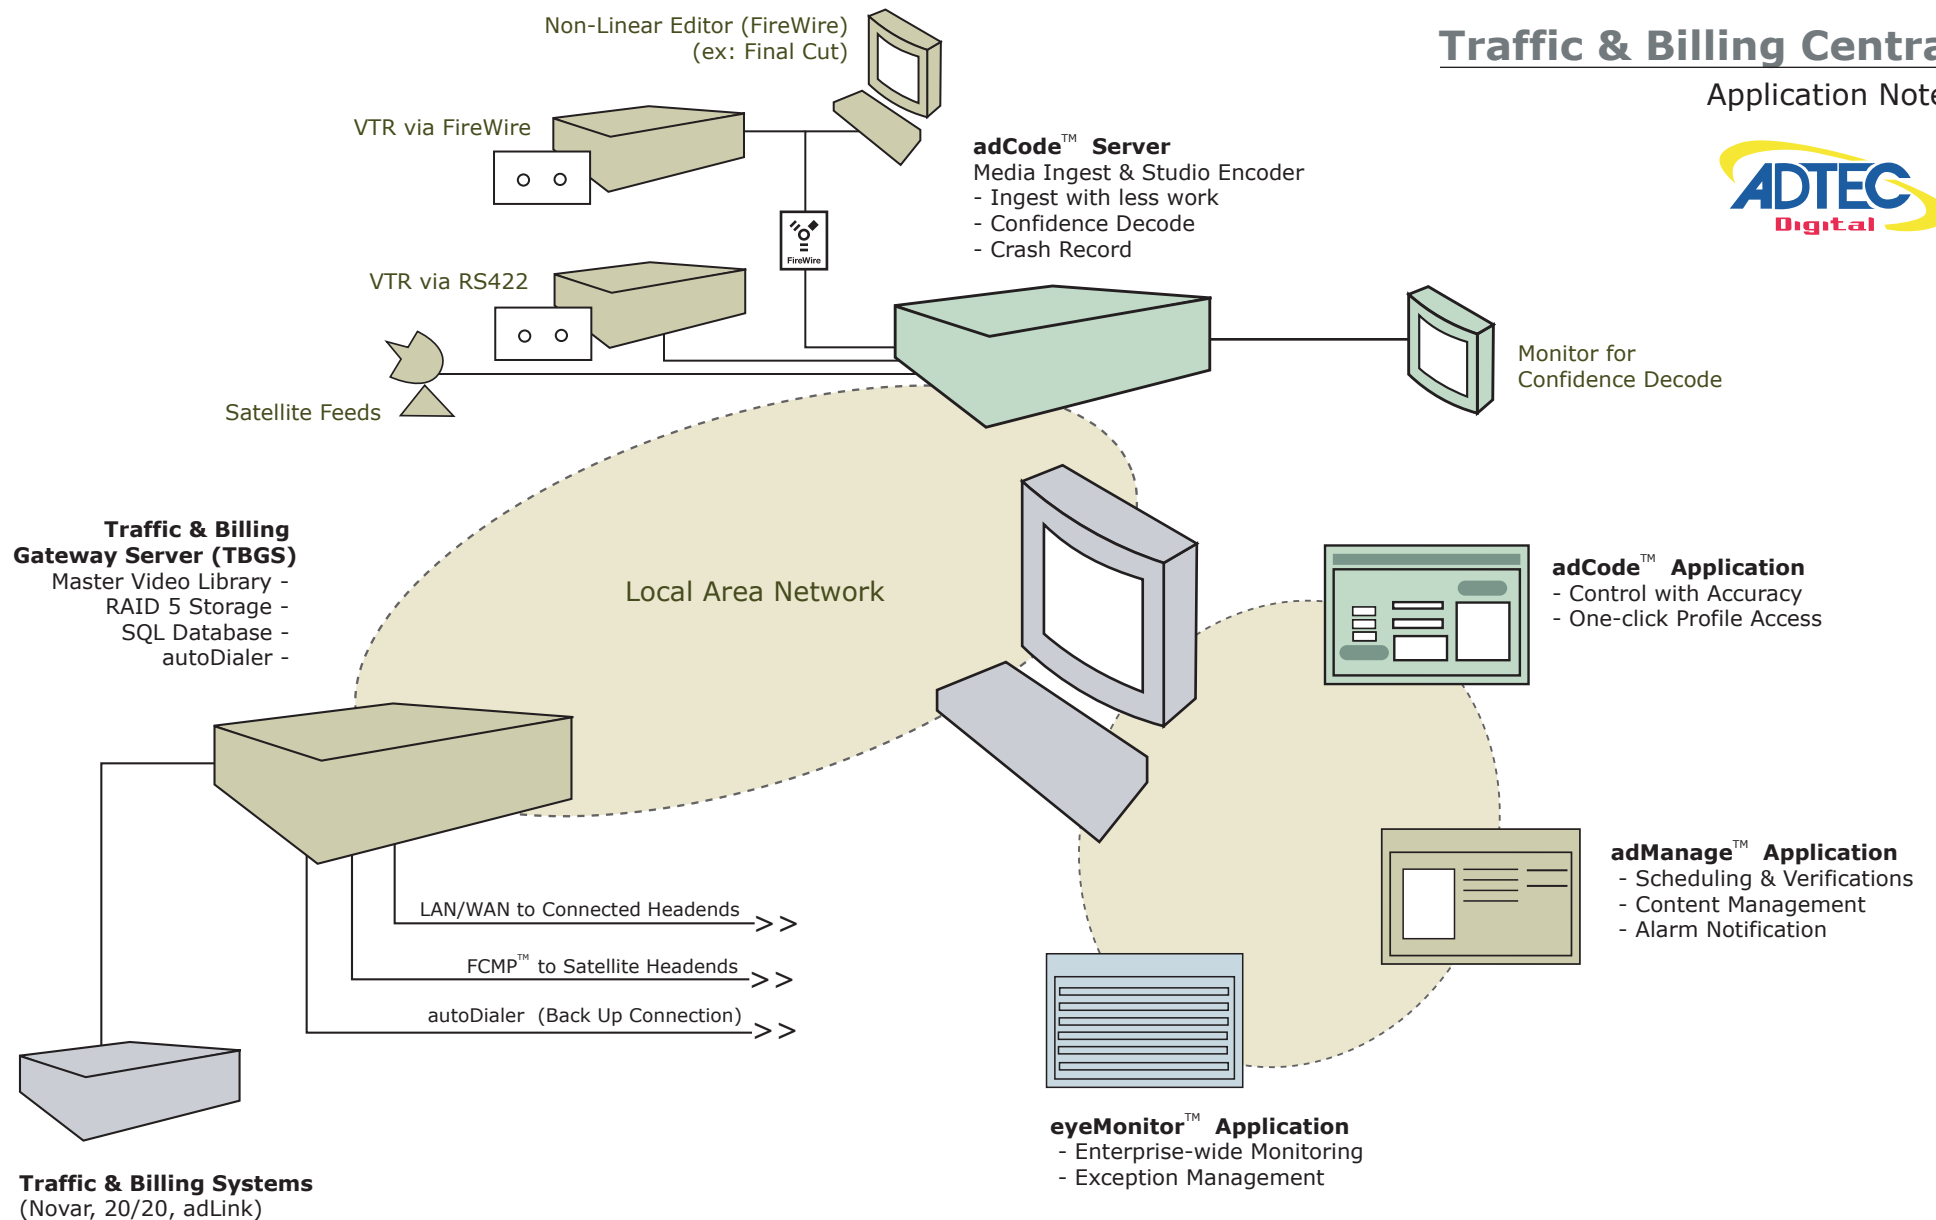 Traffic & Billing Centra
Application Note
ADTEC
Digital
Non-Linear Editor (FireWire)
(ex: Final Cut)
VTR via FireWire
FireWire
adCode™ Server
Media Ingest & Studio Encoder
- Ingest with less work
- Confidence Decode
- Crash Record
VTR via RS422
Satellite Feeds
Monitor for
Confidence Decode
Traffic & Billing
Gateway Server (TBGS)
Master Video Library -
RAID 5 Storage -
SQL Database -
autoDialer -
Local Area Network
adCode™ Application
- Control with Accuracy
- One-click Profile Access
adManage™ Application
- Scheduling & Verifications
- Content Management
- Alarm Notification
LAN/WAN to Connected Headends >>
FCMP™ to Satellite Headends >>
autoDialer (Back Up Connection) >>
eyeMonitor™ Application
- Enterprise-wide Monitoring
- Exception Management
Traffic & Billing Systems
(Novar, 20/20, adLink)